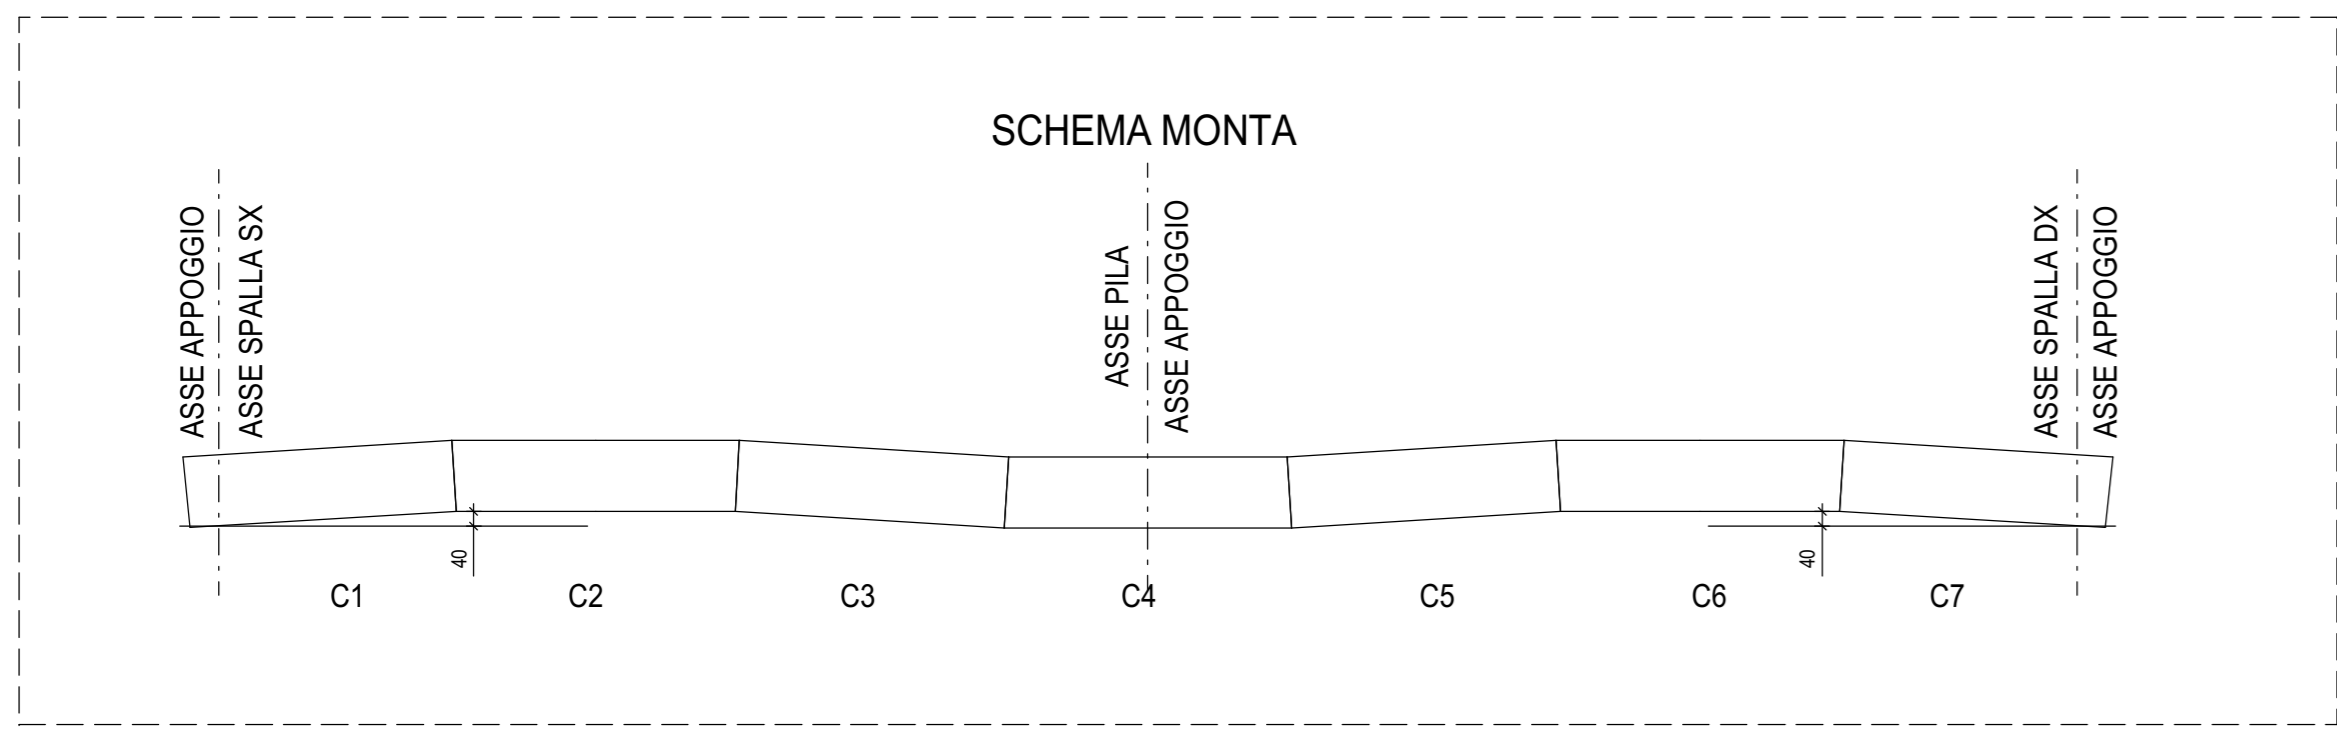 SCHEMA MONTA
ASSE APPOGGIO
ASSE SPALLA SX
ASSE PILA
ASSE APPOGGIO
ASSE SPALLA DX
ASSE APPOGGIO
40
40
C1
C2
C3
C4
C5
C6
C7